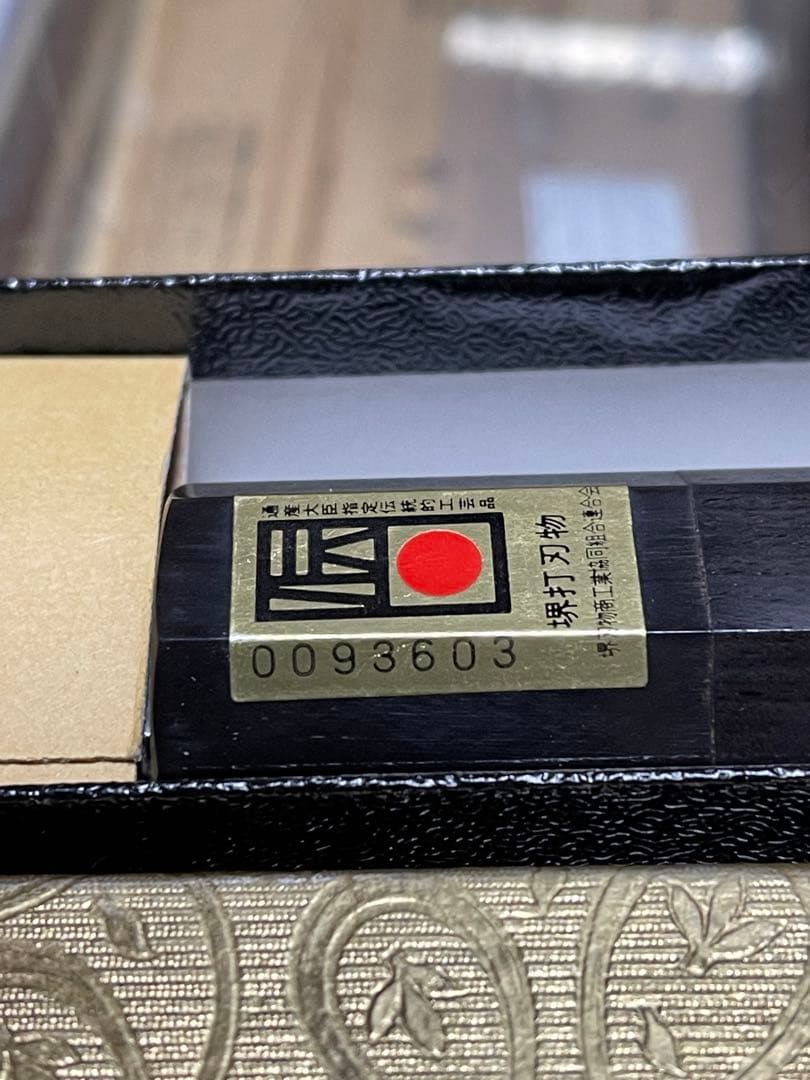 通産大臣指定伝統的工芸品
伝
0093603
堺打刃物
堺刃物商工業協同組合連合会